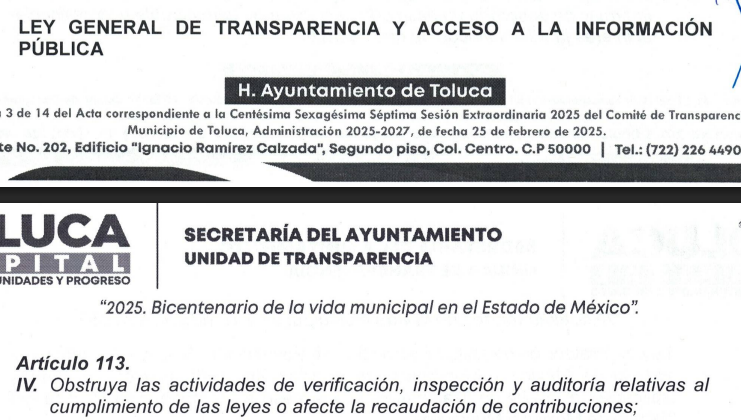 LEY GENERAL DE TRANSPARENCIA Y ACCESO A LA INFORMACIÓN
PÚBLICA
H. Ayuntamiento de Toluca
3 de 14 del Acta correspondiente a la Centésima Sexagésima Séptima Sesión Extraordinaria 2025 del Comité de Transparenc
Municipio de Toluca, Administración 2025-2027, de fecha 25 de febrero de 2025.
te No. 202, Edificio "Ignacio Ramírez Calzada", Segundo piso, Col. Centro. C.P 50000 | Tel.: (722) 226 4490
LUCA
PITAL
UNIDADES Y PROGRESO
SECRETARÍA DEL AYUNTAMIENTO
UNIDAD DE TRANSPARENCIA
“2025. Bicentenario de la vida municipal en el Estado de México”.
Artículo 113.
IV. Obstruya las actividades de verificación, inspección y auditoría relativas al
cumplimiento de las leyes o afecte la recaudación de contribuciones;